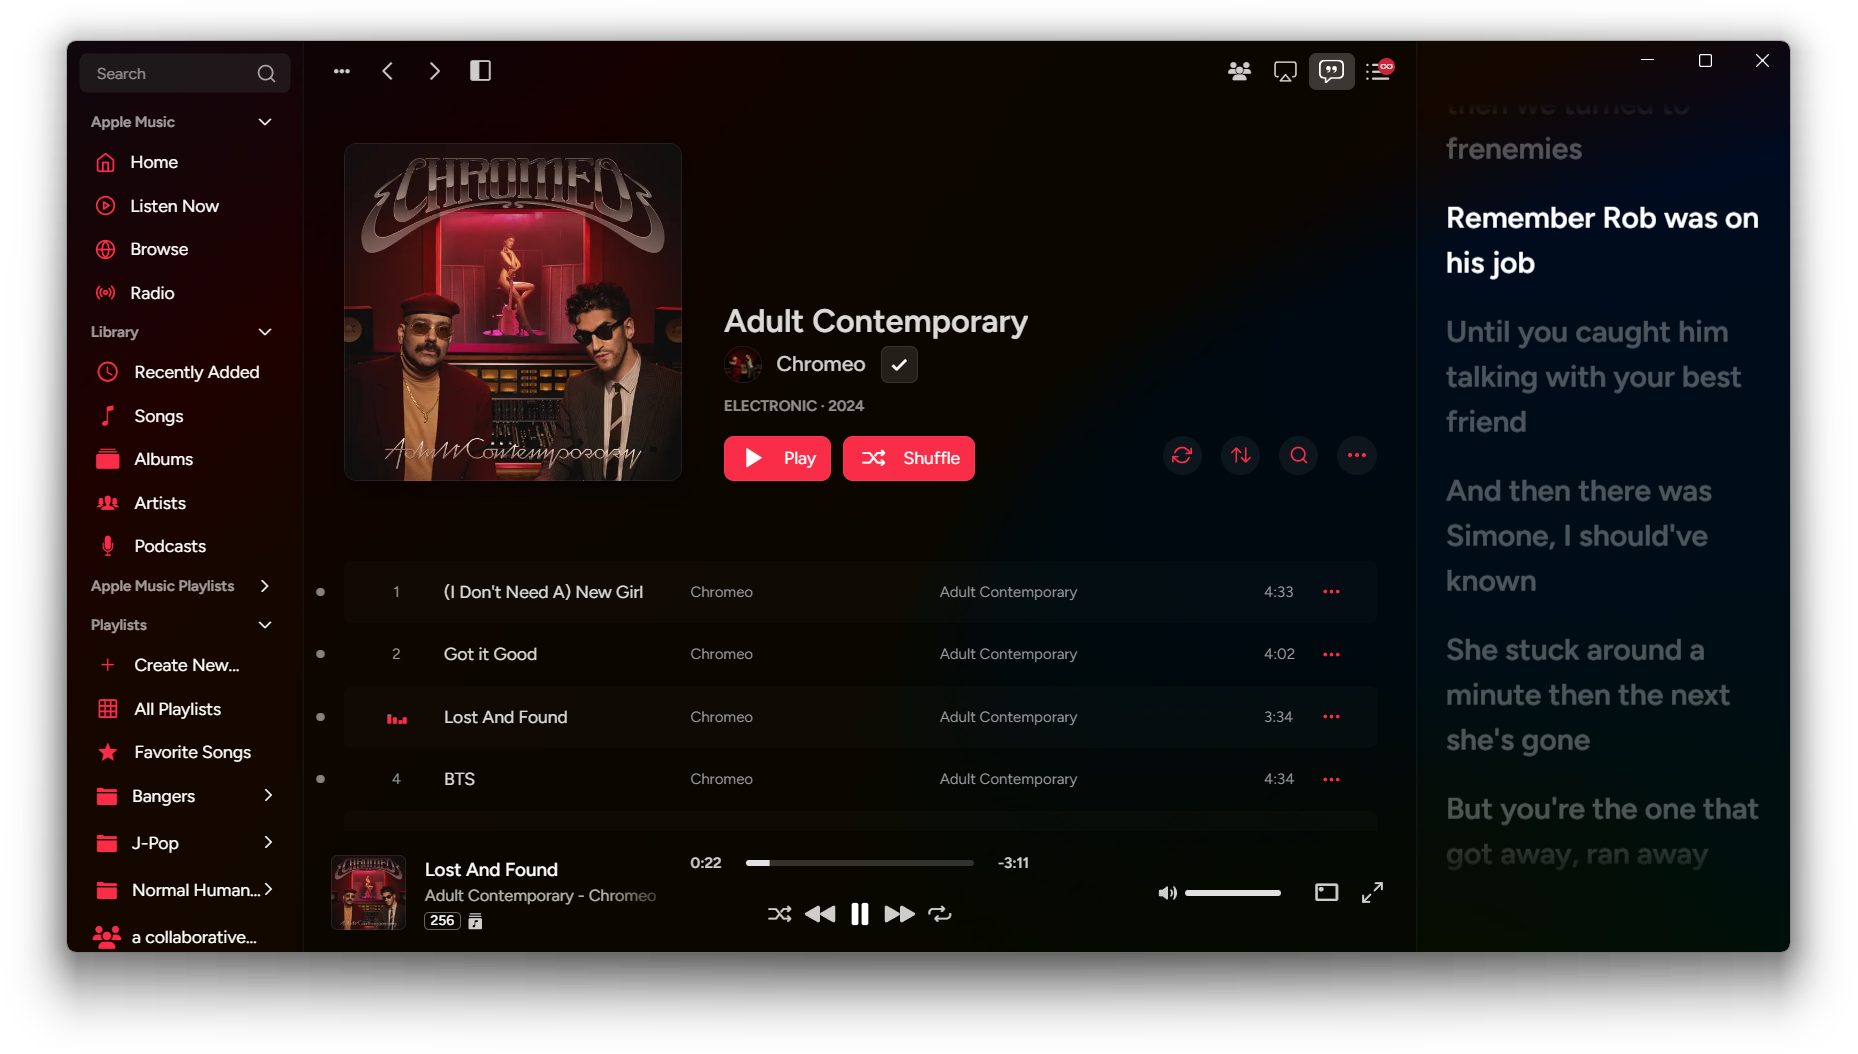 Search
Apple Music
Home
Listen Now
Browse
Radio
Library
Recently Added
Songs
Albums
Artists
Podcasts
Apple Music Playlists
Playlists
Create New...
All Playlists
Favorite Songs
Bangers
J-Pop
Normal Human...
a collaborative...
CHROMEO
Adult Contemporary
Adult Contemporary
Chromeo
ELECTRONIC · 2024
Play
Shuffle
1 (I Don't Need A) New Girl Chromeo Adult Contemporary 4:33
2 Got it Good Chromeo Adult Contemporary 4:02
Lost And Found Chromeo Adult Contemporary 3:34
4 BTS Chromeo Adult Contemporary 4:34
CHROMEO
Lost And Found
Adult Contemporary - Chromeo
256
0:22
-3:11
then we turned to
frenemies
Remember Rob was on
his job
Until you caught him
talking with your best
friend
And then there was
Simone, I should've
known
She stuck around a
minute then the next
she's gone
But you're the one that
got away, ran away